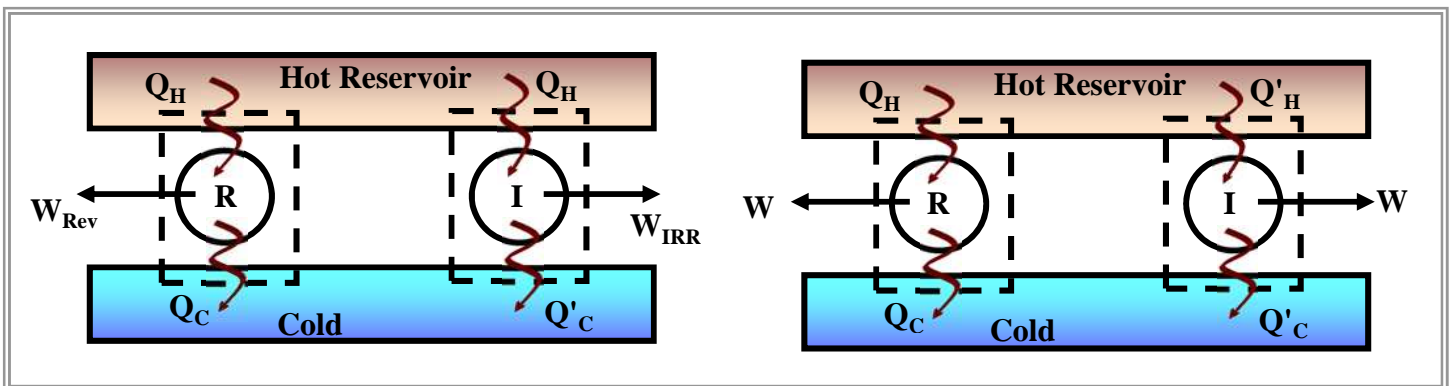 Hot Reservoir
Q_H
Q_H
R
I
W_Rev
W_IRR
Q_C
Q'_C
Cold
Hot Reservoir
Q_H
Q'_H
W
R
I
W
Q_C
Q'_C
Cold